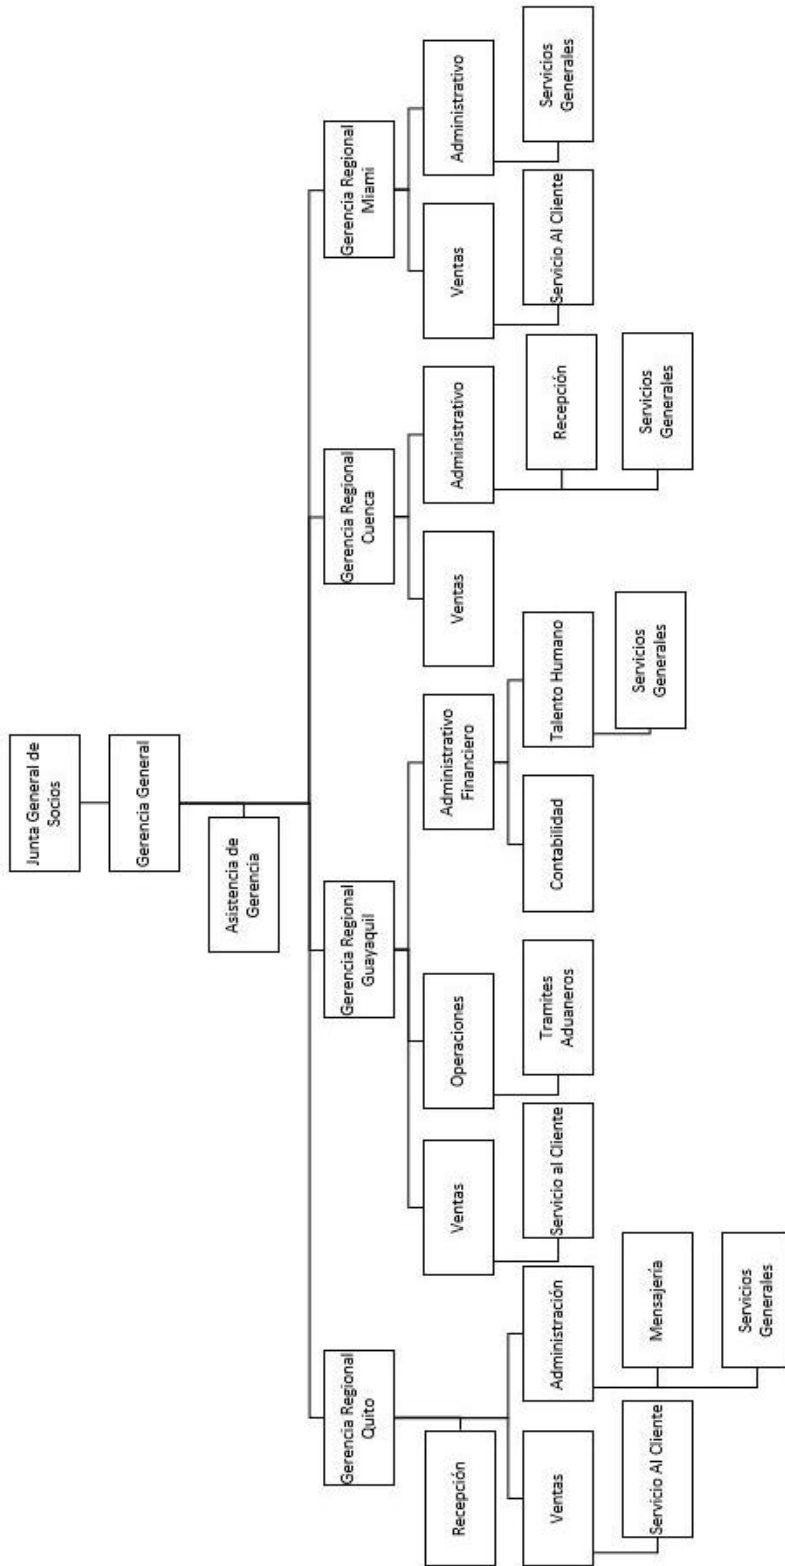 Junta General de
Socios
Gerencia General
Asistencia de
Gerencia
Gerencia Regional
Quito
Gerencia Regional
Guayaquil
Gerencia Regional
Cuenca
Gerencia Regional
Miami
Recepción
Ventas
Servicio Al Cliente
Administración
Mensajería
Servicios
Generales
Ventas
Servicio al Cliente
Operaciones
Tramites
Aduaneros
Administrativo
Financiero
Contabilidad
Talento Humano
Servicios
Generales
Ventas
Administrativo
Recepción
Servicios
Generales
Ventas
Servicio Al Cliente
Administrativo
Servicios
Generales